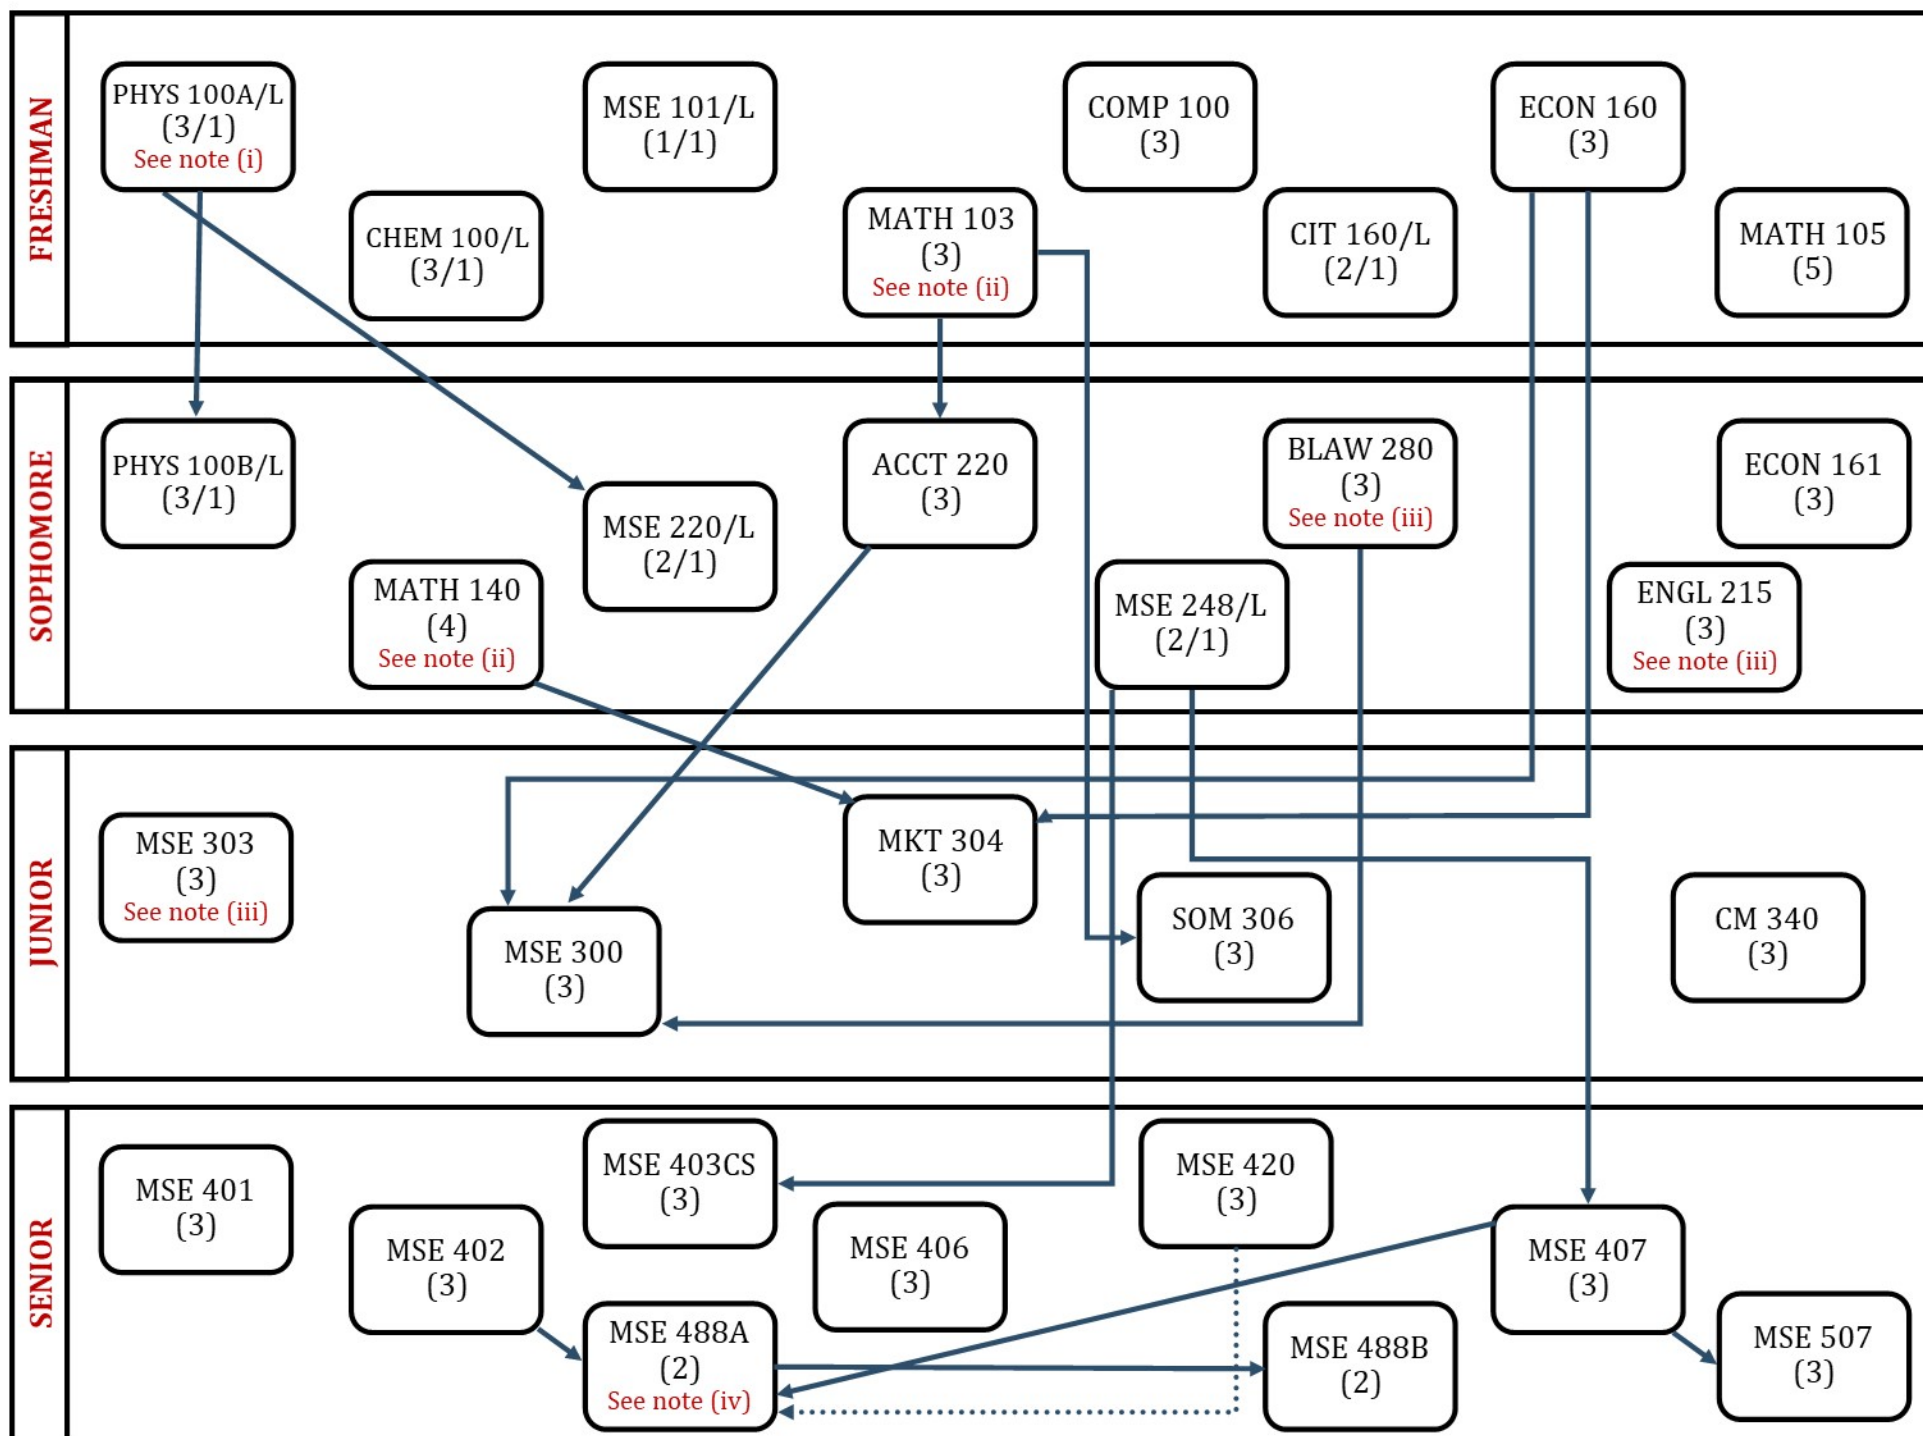 FRESHMAN
PHYS 100A/L
(3/1)
See note (i)
MSE 101/L
(1/1)
COMP 100
(3)
ECON 160
(3)
CHEM 100/L
(3/1)
MATH 103
(3)
See note (ii)
CIT 160/L
(2/1)
MATH 105
(5)
SOPHOMORE
PHYS 100B/L
(3/1)
MSE 220/L
(2/1)
ACCT 220
(3)
BLAW 280
(3)
See note (iii)
ECON 161
(3)
MATH 140
(4)
See note (ii)
MSE 248/L
(2/1)
ENGL 215
(3)
See note (iii)
JUNIOR
MSE 303
(3)
See note (iii)
MSE 300
(3)
MKT 304
(3)
SOM 306
(3)
CM 340
(3)
SENIOR
MSE 401
(3)
MSE 402
(3)
MSE 403CS
(3)
MSE 406
(3)
MSE 420
(3)
MSE 407
(3)
MSE 488A
(2)
See note (iv)
MSE 488B
(2)
MSE 507
(3)